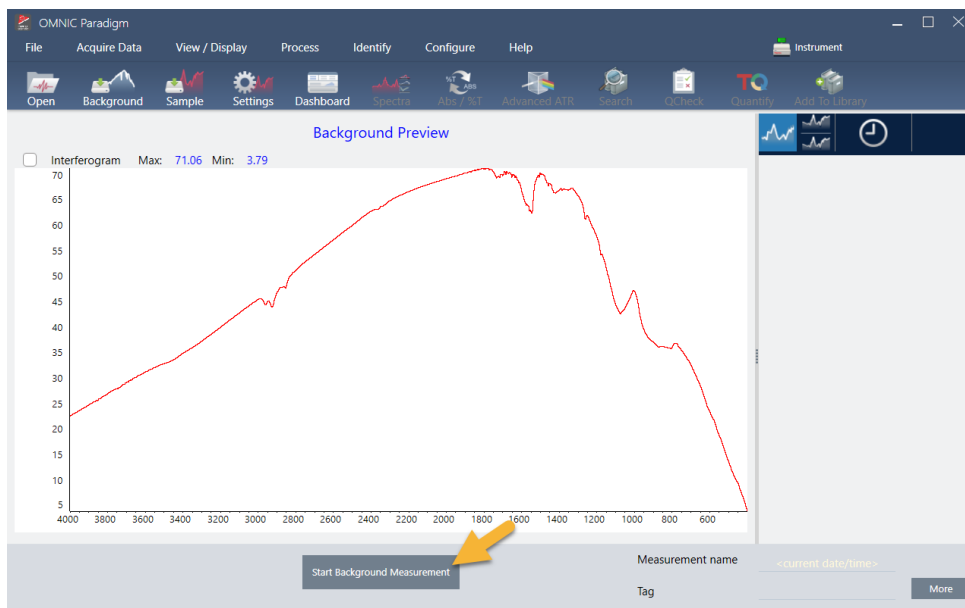 OMNIC Paradigm
File Acquire Data View / Display Process Identify Configure Help Instrument
%T ABS TQ
Open Background Sample Settings Dashboard Spectra Abs / %T Advanced ATR Search QCheck Quantify Add To Library
Background Preview
Interferogram Max: 71.06 Min: 3.79
70
65
60
55
50
45
40
35
30
25
20
15
10
5
4000 3800 3600 3400 3200 3000 2800 2600 2400 2200 2000 1800 1600 1400 1200 1000 800 600
Start Background Measurement
Measurement name <current date/time>
Tag
More